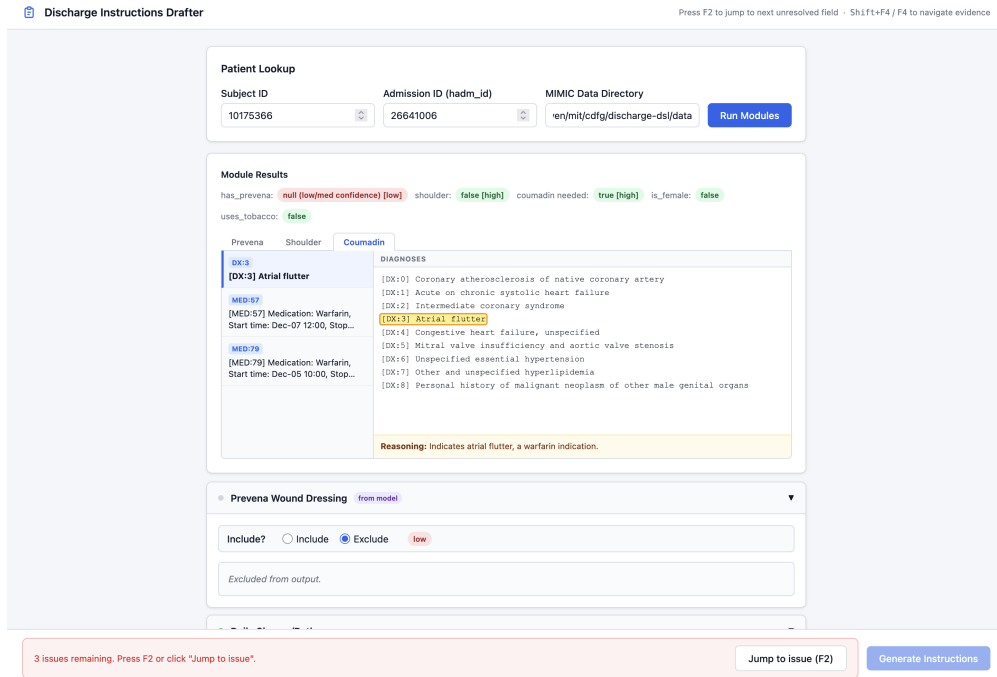 Discharge Instructions Drafter
Press F2 to jump to next unresolved field · Shift+F4 / F4 to navigate evidence
Patient Lookup
Subject ID
Admission ID (hadm_id)
MIMIC Data Directory
10175366
26641006
en/mit/cdfg/discharge-dsl/data
Run Modules
Module Results
has_prevena: null (low/med confidence) [low] shoulder: false [high] coumadin needed: true [high] is_female: false
uses_tobacco: false
Prevena Shoulder Coumadin
DX:3
[DX:3] Atrial flutter
MED:57
[MED:57] Medication: Warfarin,
Start time: Dec-07 12:00, Stop...
MED:79
[MED:79] Medication: Warfarin,
Start time: Dec-05 10:00, Stop...
DIAGNOSES
[DX:0] Coronary atherosclerosis of native coronary artery
[DX:1] Acute on chronic systolic heart failure
[DX:2] Intermediate coronary syndrome
[DX:3] Atrial flutter
[DX:4] Congestive heart failure, unspecified
[DX:5] Mitral valve insufficiency and aortic valve stenosis
[DX:6] Unspecified essential hypertension
[DX:7] Other and unspecified hyperlipidemia
[DX:8] Personal history of malignant neoplasm of other male genital organs
Reasoning: Indicates atrial flutter, a warfarin indication.
Prevena Wound Dressing from model
Include? Include Exclude low
Excluded from output.
3 issues remaining. Press F2 or click "Jump to issue".
Jump to issue (F2)
Generate Instructions